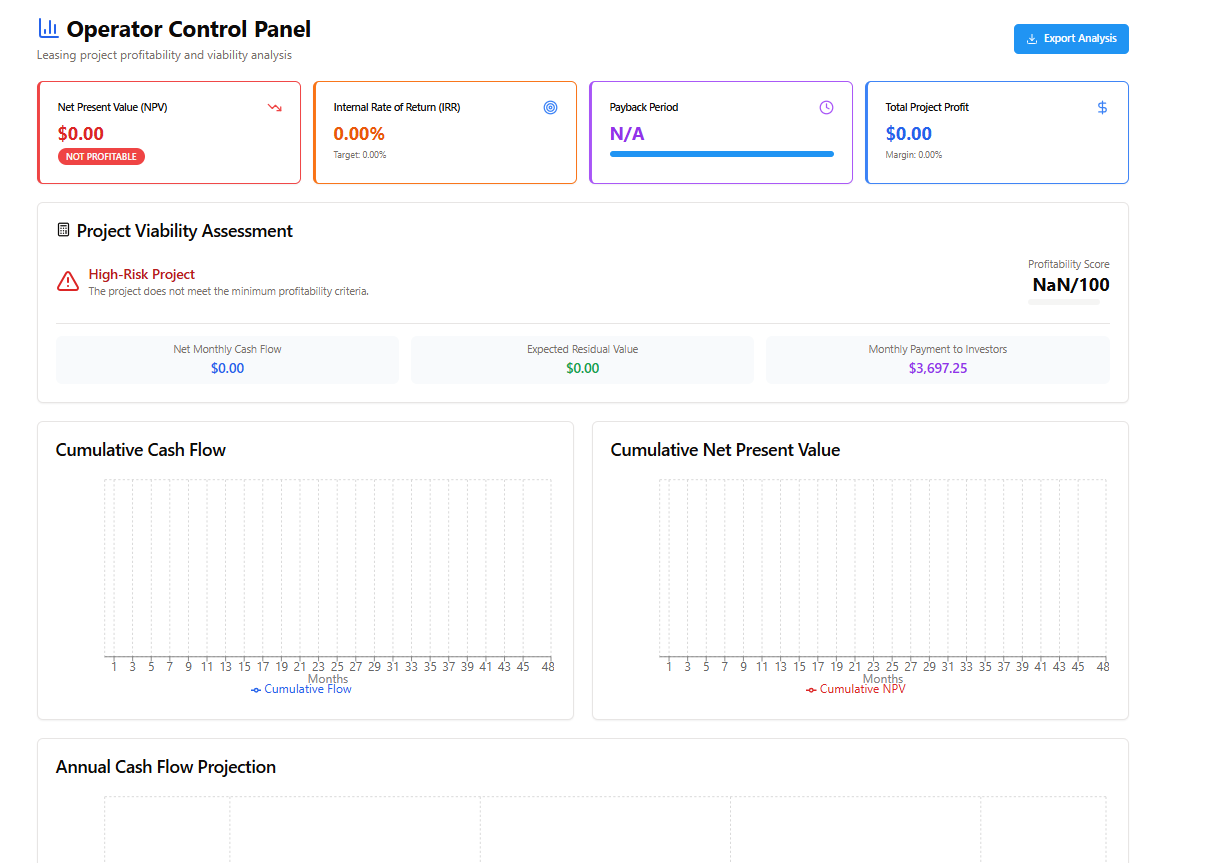 Operator Control Panel
Leasing project profitability and viability analysis
Export Analysis
Net Present Value (NPV)
$0.00
NOT PROFITABLE
Internal Rate of Return (IRR)
0.00%
Target: 0.00%
Payback Period
N/A
Total Project Profit
$0.00
Margin: 0.00%
Project Viability Assessment
High-Risk Project
The project does not meet the minimum profitability criteria.
Profitability Score
NaN/100
Net Monthly Cash Flow
$0.00
Expected Residual Value
$0.00
Monthly Payment to Investors
$3,697.25
Cumulative Cash Flow
1 3 5 7 9 11 13 15 17 19 21 23 25 27 29 31 33 35 37 39 41 43 45 48
Months
Cumulative Flow
Cumulative Net Present Value
1 3 5 7 9 11 13 15 17 19 21 23 25 27 29 31 33 35 37 39 41 43 45 48
Months
Cumulative NPV
Annual Cash Flow Projection